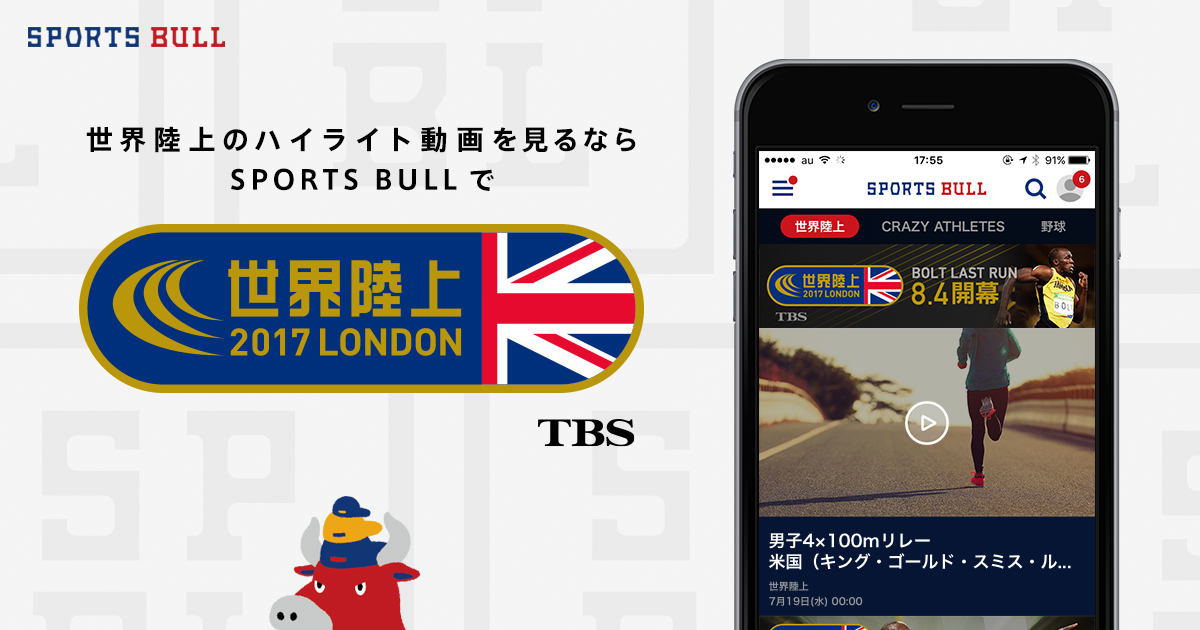 SPORTS BULL
世界陸上のハイライト動画を見るなら
SPORTS BULLで
世界陸上
2017 LONDON
TBS
au
17:55
91%
SPORTS BULL
6
世界陸上
CRAZY ATHLETES
野球
世界陸上
2017 LONDON
TBS
BOLT LAST RUN
8.4開幕
男子4×100mリレー
米国（キング・ゴールド・スミス・ル...
世界陸上
7月19日(水) 00:00